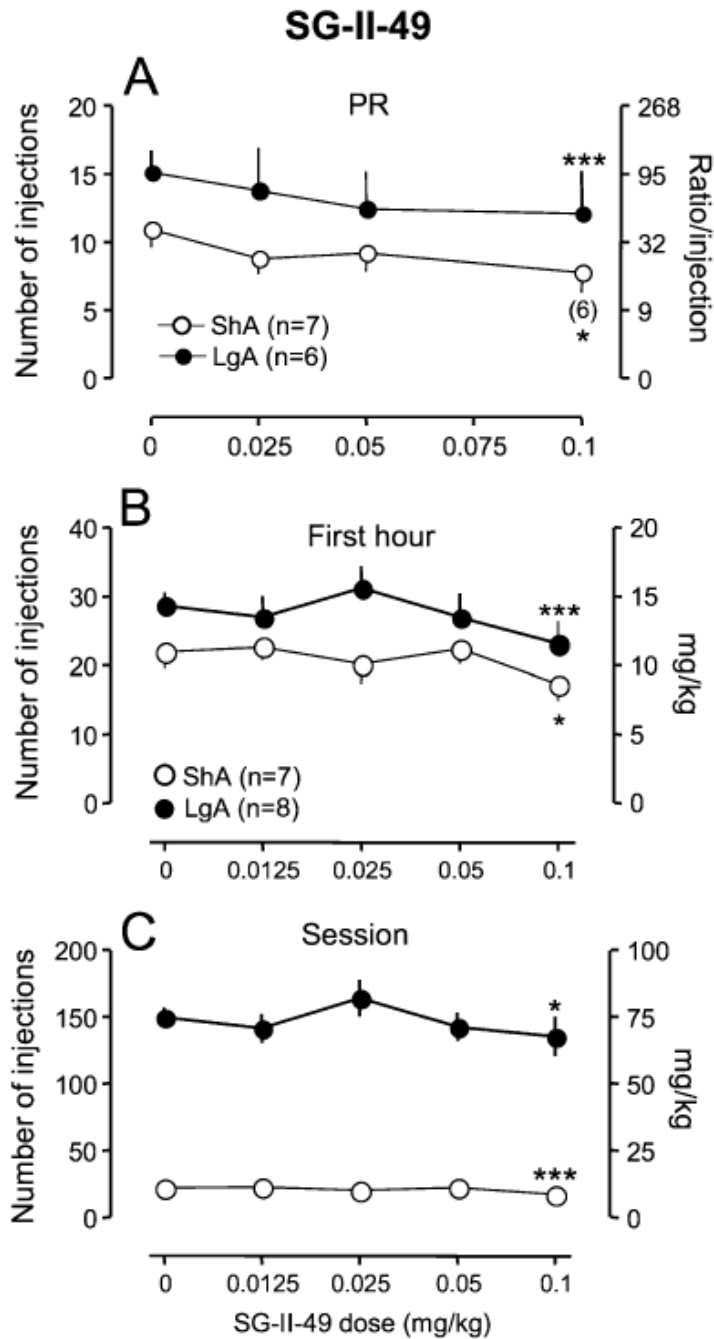 SG-II-49
A
PR
Number of injections
Ratio/injection
20
15
10
5
0
268
95
32
9
0
***
(6)
*
ShA (n=7)
LgA (n=6)
0 0.025 0.05 0.075 0.1
B
First hour
Number of injections
mg/kg
40
30
20
10
0
20
15
10
5
0
***
*
ShA (n=7)
LgA (n=8)
0 0.0125 0.025 0.05 0.1
C
Session
Number of injections
mg/kg
200
150
100
50
0
100
75
50
25
0
*
***
0 0.0125 0.025 0.05 0.1
SG-II-49 dose (mg/kg)